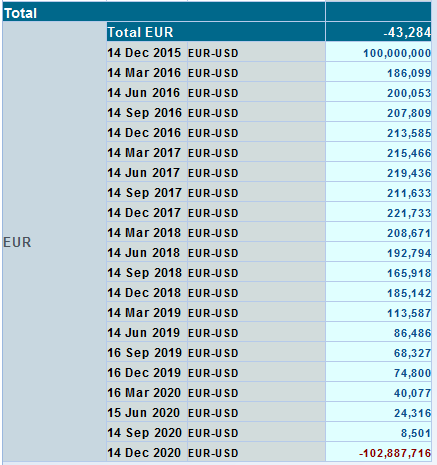 Total
Total EUR -43,284
14 Dec 2015 EUR-USD 100,000,000
14 Mar 2016 EUR-USD 186,099
14 Jun 2016 EUR-USD 200,053
14 Sep 2016 EUR-USD 207,809
14 Dec 2016 EUR-USD 213,585
14 Mar 2017 EUR-USD 215,466
14 Jun 2017 EUR-USD 219,436
14 Sep 2017 EUR-USD 211,633
14 Dec 2017 EUR-USD 221,733
14 Mar 2018 EUR-USD 208,671
EUR
14 Jun 2018 EUR-USD 192,794
14 Sep 2018 EUR-USD 165,918
14 Dec 2018 EUR-USD 185,142
14 Mar 2019 EUR-USD 113,587
14 Jun 2019 EUR-USD 86,486
16 Sep 2019 EUR-USD 68,327
16 Dec 2019 EUR-USD 74,800
16 Mar 2020 EUR-USD 40,077
15 Jun 2020 EUR-USD 24,316
14 Sep 2020 EUR-USD 8,501
14 Dec 2020 EUR-USD -102,887,716